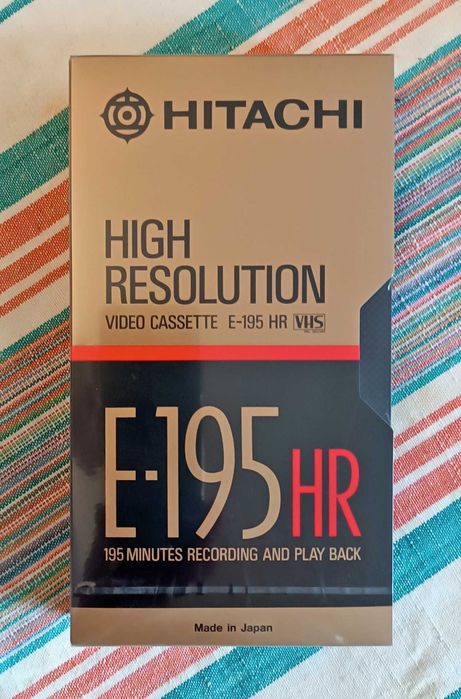 HITACHI
HIGH
RESOLUTION
VIDEO CASSETTE E-195 HR VHS
E-195HR
195 MINUTES RECORDING AND PLAY BACK
Made in Japan